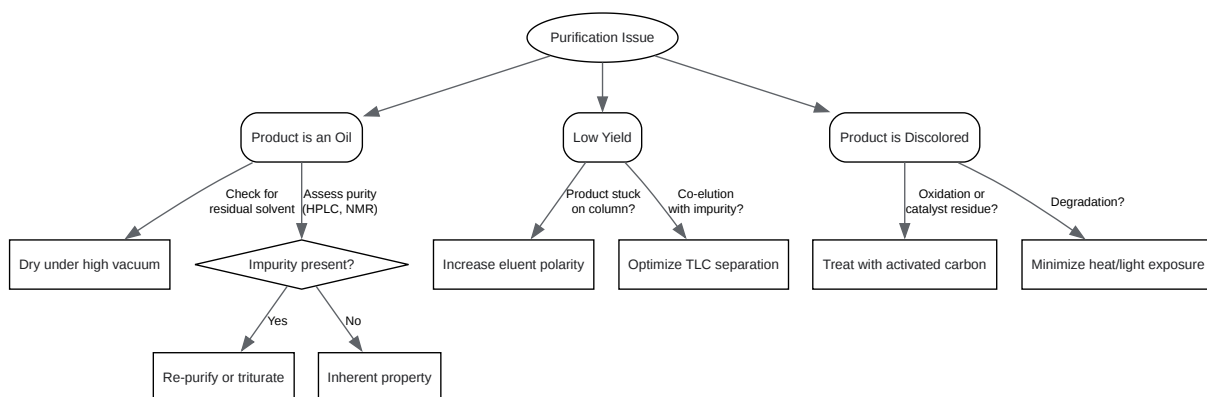 Purification Issue
Product is an Oil
Low Yield
Product is Discolored
Check for
residual solvent
Assess purity
(HPLC, NMR)
Product stuck
on column?
Co-elution
with impurity?
Oxidation or
catalyst residue?
Degradation?
Dry under high vacuum
Impurity present?
Increase eluent polarity
Optimize TLC separation
Treat with activated carbon
Minimize heat/light exposure
Yes
No
Re-purify or triturate
Inherent property